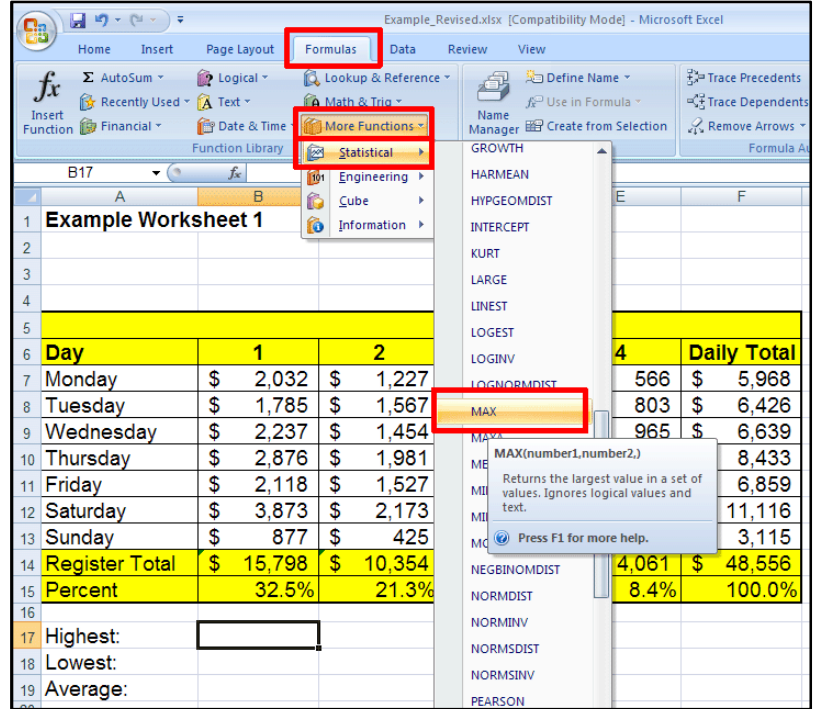 Example_Revised.xlsx [Compatibility Mode] - Microsoft Excel
Home Insert Page Layout Formulas Data Review View
fx Insert Function
Σ AutoSum
Recently Used
Financial
Logical
Text
Date & Time
Lookup & Reference
Math & Trig
More Functions
Function Library
Name Manager
Define Name
Use in Formula
Create from Selection
Trace Precedents
Trace Dependents
Remove Arrows
Formula Au
Statistical
Engineering
Cube
Information
B17 fx
A B E F
1 Example Worksheet 1
2
3
4
5
6 Day 1 2 4 Daily Total
7 Monday $ 2,032 $ 1,227 566 $ 5,968
8 Tuesday $ 1,785 $ 1,567 803 $ 6,426
9 Wednesday $ 2,237 $ 1,454 965 $ 6,639
10 Thursday $ 2,876 $ 1,981 8,433
11 Friday $ 2,118 $ 1,527 6,859
12 Saturday $ 3,873 $ 2,173 11,116
13 Sunday $ 877 $ 425 3,115
14 Register Total $ 15,798 $ 10,354 4,061 $ 48,556
15 Percent 32.5% 21.3% 8.4% 100.0%
16
17 Highest:
18 Lowest:
19 Average:
GROWTH
HARMEAN
HYPGEOMDIST
INTERCEPT
KURT
LARGE
LINEST
LOGEST
LOGINV
LOGNORMDIST
MAX
MAXA
ME
MI
MI
MO
NEGBINOMDIST
NORMDIST
NORMINV
NORMSDIST
NORMSINV
PEARSON
MAX(number1,number2,)
Returns the largest value in a set of
values. Ignores logical values and
text.
Press F1 for more help.